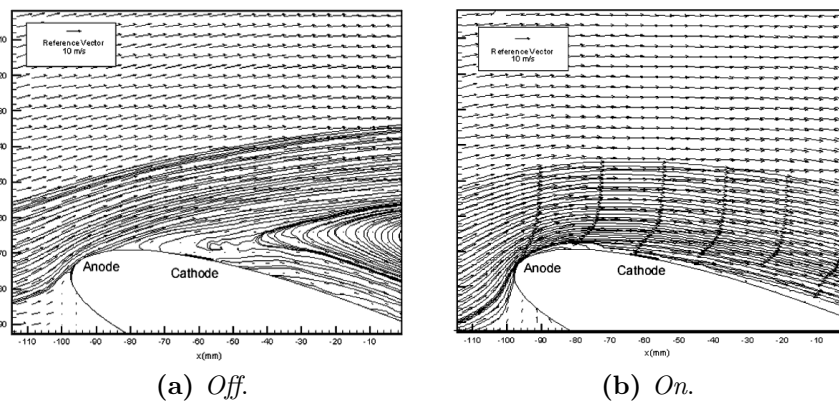 Reference Vector
10 m/s
Anode
Cathode
-110 -100 -90 -80 -70 -60 -50 -40 -30 -20 -10
x(mm)
(a) Off.
Reference Vector
10 m/s
Anode
Cathode
-110 -100 -90 -80 -70 -60 -50 -40 -30 -20 -10
x(mm)
(b) On.